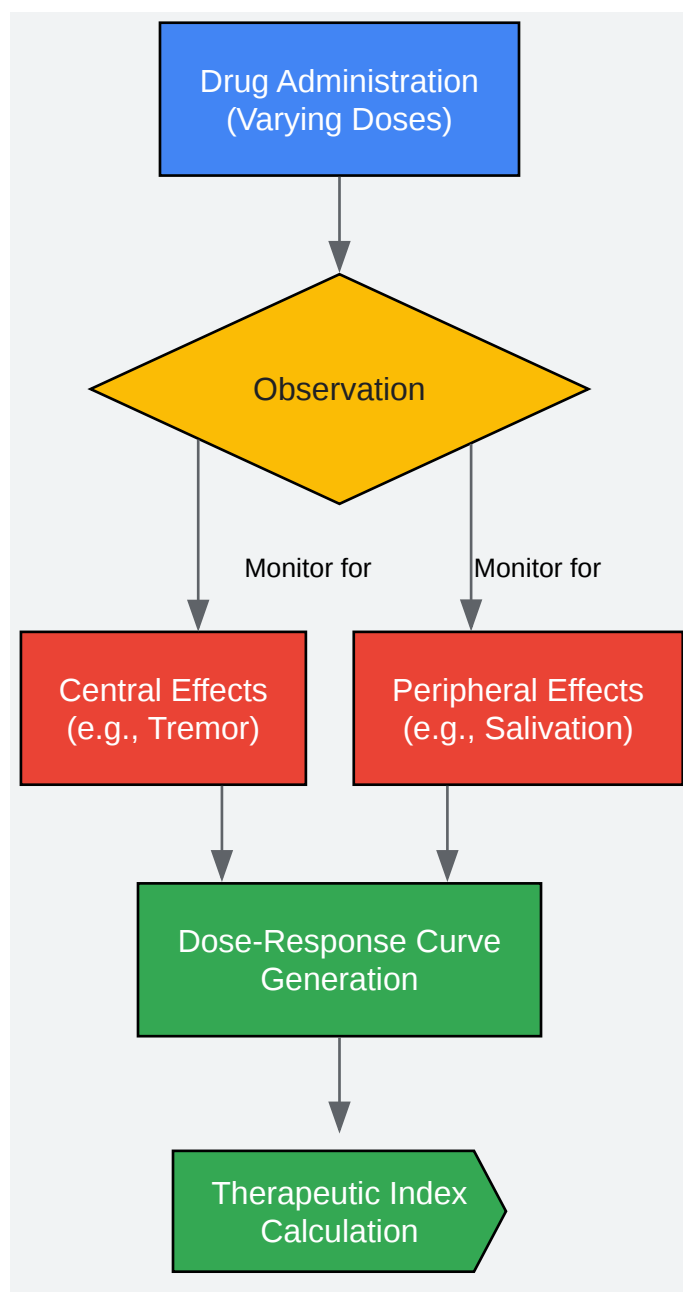 Drug Administration
(Varying Doses)
Observation
Monitor for
Monitor for
Central Effects
(e.g., Tremor)
Peripheral Effects
(e.g., Salivation)
Dose-Response Curve
Generation
Therapeutic Index
Calculation